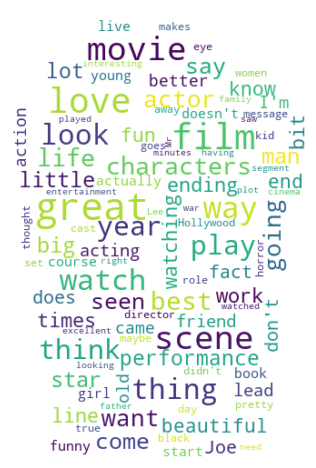 live makes
movie eye
interesting women
lot young better say know
love actor I'm
played away doesn't message
look fun saw kid bit
action film
goes Mr man
life minutes having
characters segment
little actually ending plot end
entertainment cinema
great way
Lee war Hollywood
thought year watching going
big cast acting play
set course right fact horror
watch role watched
does seen best work don't
times director
excellent came friend scene
think maybe didn't
performance
looking book
star girl old thing lead
father day pretty
line want beautiful
true black need
funny come start Joe
family